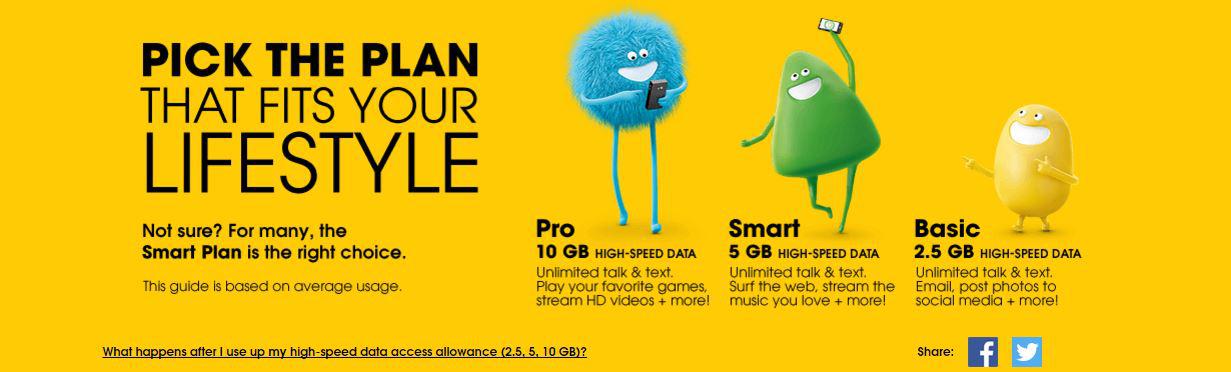 PICK THE PLAN
THAT FITS YOUR
LIFESTYLE
Not sure? For many, the
Smart Plan is the right choice.
This guide is based on average usage.
Pro
10 GB HIGH-SPEED DATA
Unlimited talk & text.
Play your favorite games,
stream HD videos + more!
Smart
5 GB HIGH-SPEED DATA
Unlimited talk & text.
Surf the web, stream the
music you love + more!
Basic
2.5 GB HIGH-SPEED DATA
Unlimited talk & text.
Email, post photos to
social media + more!
What happens after I use up my high-speed data access allowance (2.5, 5, 10 GB)?
Share: